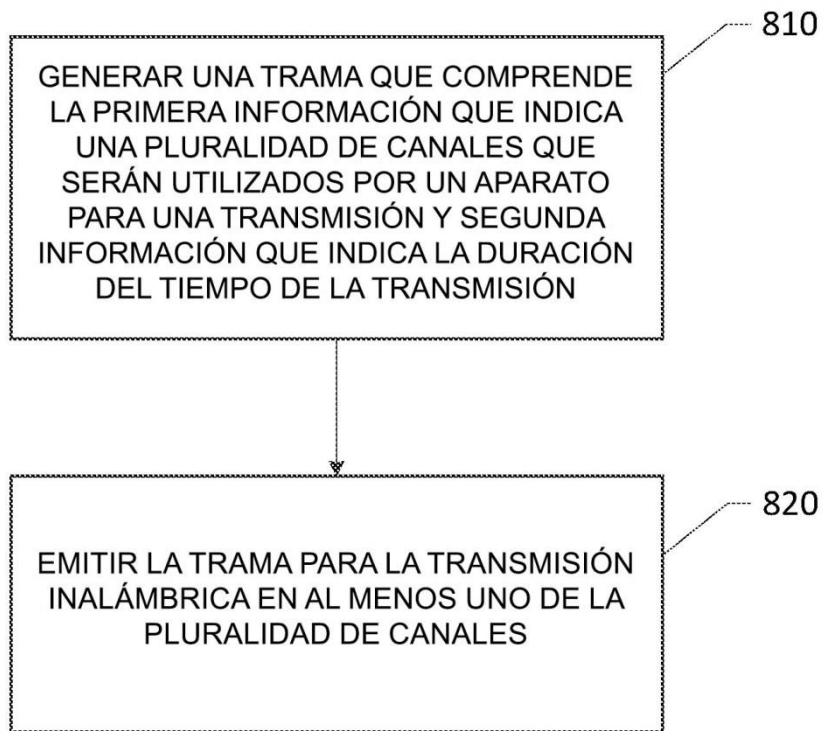 810
GENERAR UNA TRAMA QUE COMPRENDE
LA PRIMERA INFORMACIÓN QUE INDICA
UNA PLURALIDAD DE CANALES QUE
SERÁN UTILIZADOS POR UN APARATO
PARA UNA TRANSMISIÓN Y SEGUNDA
INFORMACIÓN QUE INDICA LA DURACIÓN
DEL TIEMPO DE LA TRANSMISIÓN
820
EMITIR LA TRAMA PARA LA TRANSMISIÓN
INALÁMBRICA EN AL MENOS UNO DE LA
PLURALIDAD DE CANALES